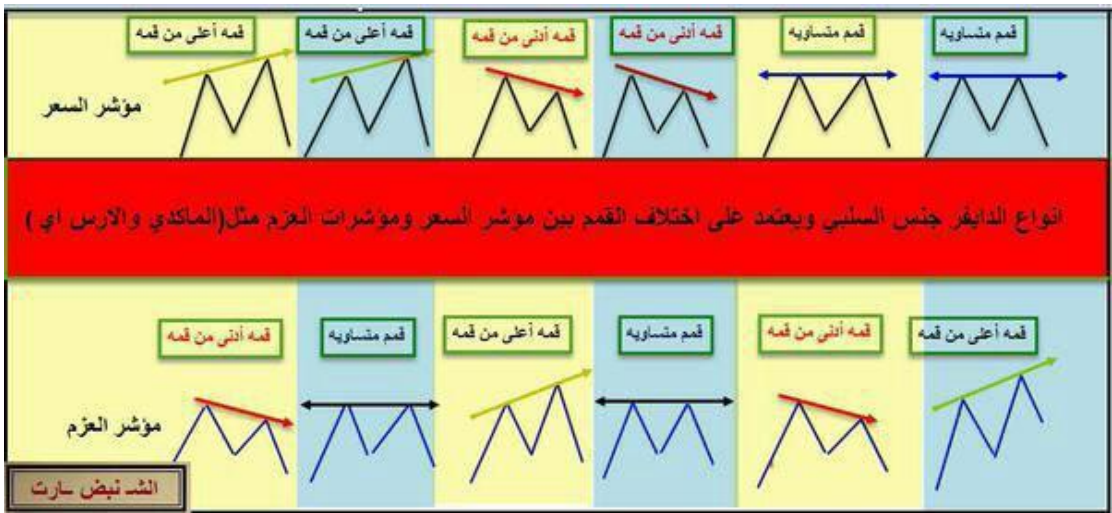 قمم متساويه
قمم متساويه
قمه أدنى من قمه
قمه أدنى من قمه
قمه أعلى من قمه
قمه أعلى من قمه
مؤشر السعر
انواع الدايفر جنس السلبي ويعتمد على اختلاف القمم بين موشر السعر ومؤشرات العزم مثل(الماكدي والارس اي )
قمه أعلى من قمه
قمه أدنى من قمه
قمم متساويه
قمه أعلى من قمه
قمم متساويه
قمه أدنى من قمه
مؤشر العزم
الشـ نبض ـارت